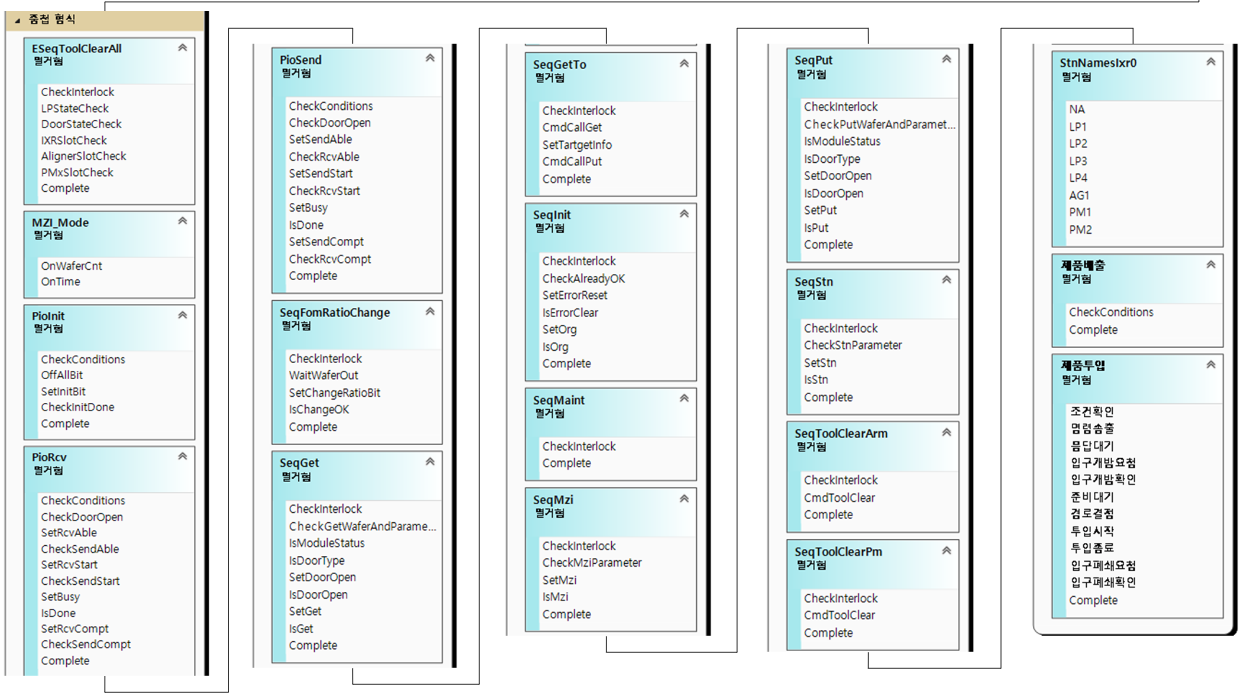 중첩 형식
ESeqToolClearAll
열거형
CheckInterlock
LPStateCheck
DoorStateCheck
IXRSlotCheck
AlignerSlotCheck
PMxSlotCheck
Complete
MZI_Mode
열거형
OnWaferCnt
OnTime
PioInit
열거형
CheckConditions
OffAllBit
SetInitBit
CheckInitDone
Complete
PioRcv
열거형
CheckConditions
CheckDoorOpen
SetRcvAble
CheckSendAble
SetRcvStart
CheckSendStart
SetBusy
IsDone
SetRcvCompt
CheckSendCompt
Complete
PioSend
열거형
CheckConditions
CheckDoorOpen
SetSendAble
CheckRcvAble
SetSendStart
CheckRcvStart
SetBusy
IsDone
SetSendCompt
CheckRcvCompt
Complete
SeqFomRatioChange
열거형
CheckInterlock
WaitWaferOut
SetChangeRatioBit
IsChangeOK
Complete
SeqGet
열거형
CheckInterlock
CheckGetWaferAndParame...
IsModuleStatus
IsDoorType
SetDoorOpen
IsDoorOpen
SetGet
IsGet
Complete
SeqGetTo
열거형
CheckInterlock
CmdCallGet
SetTartgetInfo
CmdCallPut
Complete
SeqInit
열거형
CheckInterlock
CheckAlreadyOK
SetErrorReset
IsErrorClear
SetOrg
IsOrg
Complete
SeqMaint
열거형
CheckInterlock
Complete
SeqMzi
열거형
CheckInterlock
CheckMziParameter
SetMzi
IsMzi
Complete
SeqPut
열거형
CheckInterlock
CheckPutWaferAndParamet...
IsModuleStatus
IsDoorType
SetDoorOpen
IsDoorOpen
SetPut
IsPut
Complete
SeqStn
열거형
CheckInterlock
CheckStnParameter
SetStn
IsStn
Complete
SeqToolClearArm
열거형
CheckInterlock
CmdToolClear
Complete
SeqToolClearPm
열거형
CheckInterlock
CmdToolClear
Complete
StnNamesIxr0
열거형
NA
LP1
LP2
LP3
LP4
AG1
PM1
PM2
제품배출
열거형
CheckConditions
Complete
제품투입
열거형
조건확인
명령송출
응답대기
입구개방요청
입구개방확인
준비대기
경로결정
투입시작
투입종료
입구폐쇄요청
입구폐쇄확인
Complete